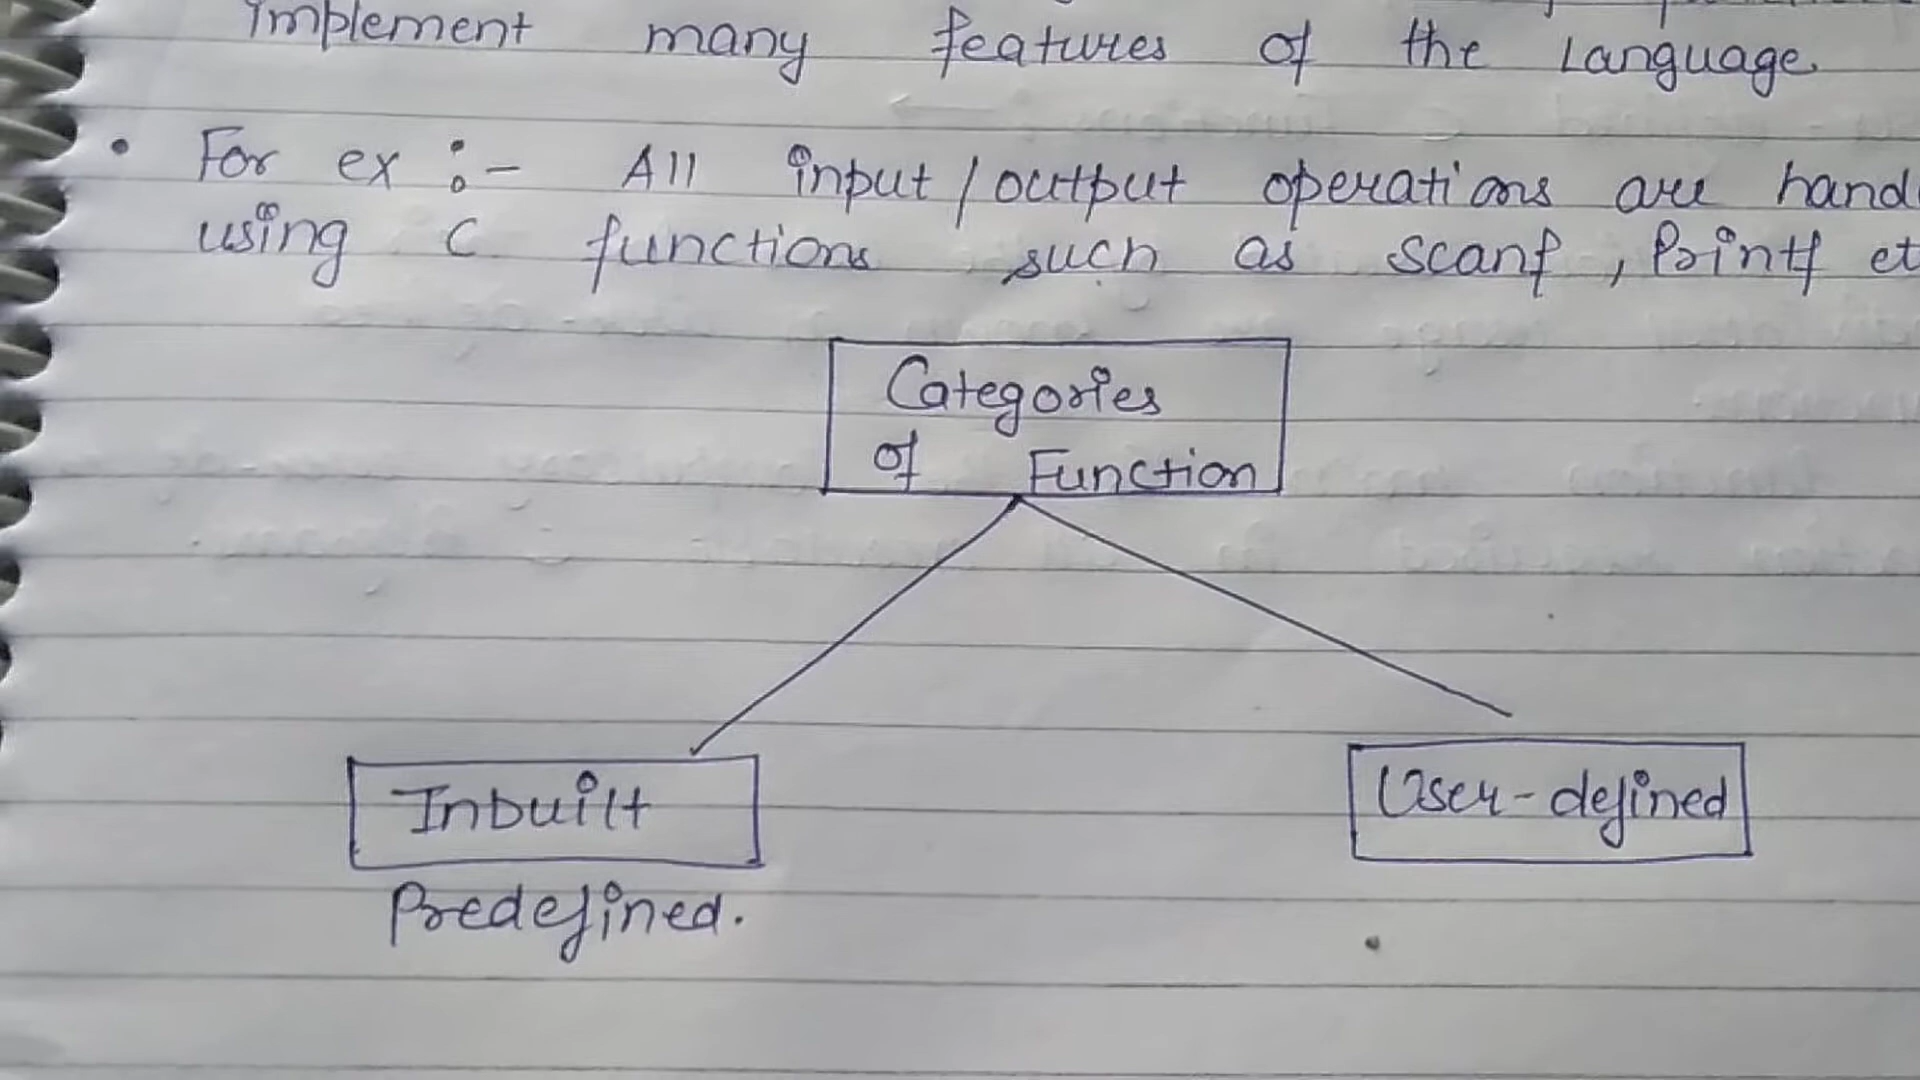 implement many features of the Language.
• For ex :- All input / output operations are hand
using C functions such as scanf , Printf et
Categories
of Function
Inbuilt
User-defined
Predefined.